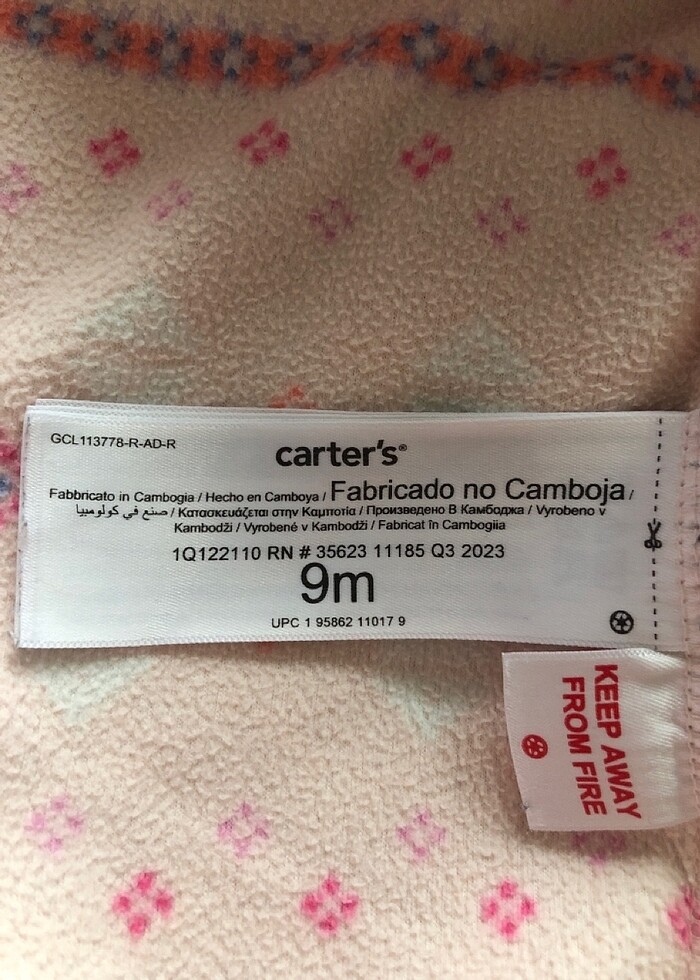 GCL113778-R-AD-R
carter's®
Fabbricato in Cambogia / Hecho en Camboya / Fabricado no Camboja /
صنع في كولومبيا / Κατασκευάζεται στην Καμποτία / Произведено В Камбоджа / Vyrobeno v
Kambodži / Vyrobené v Kambodži / Fabricat în Cambogiia
1Q122110 RN # 35623 11185 Q3 2023
9m
UPC 1 95862 11017 9
KEEP AWAY
FROM FIRE